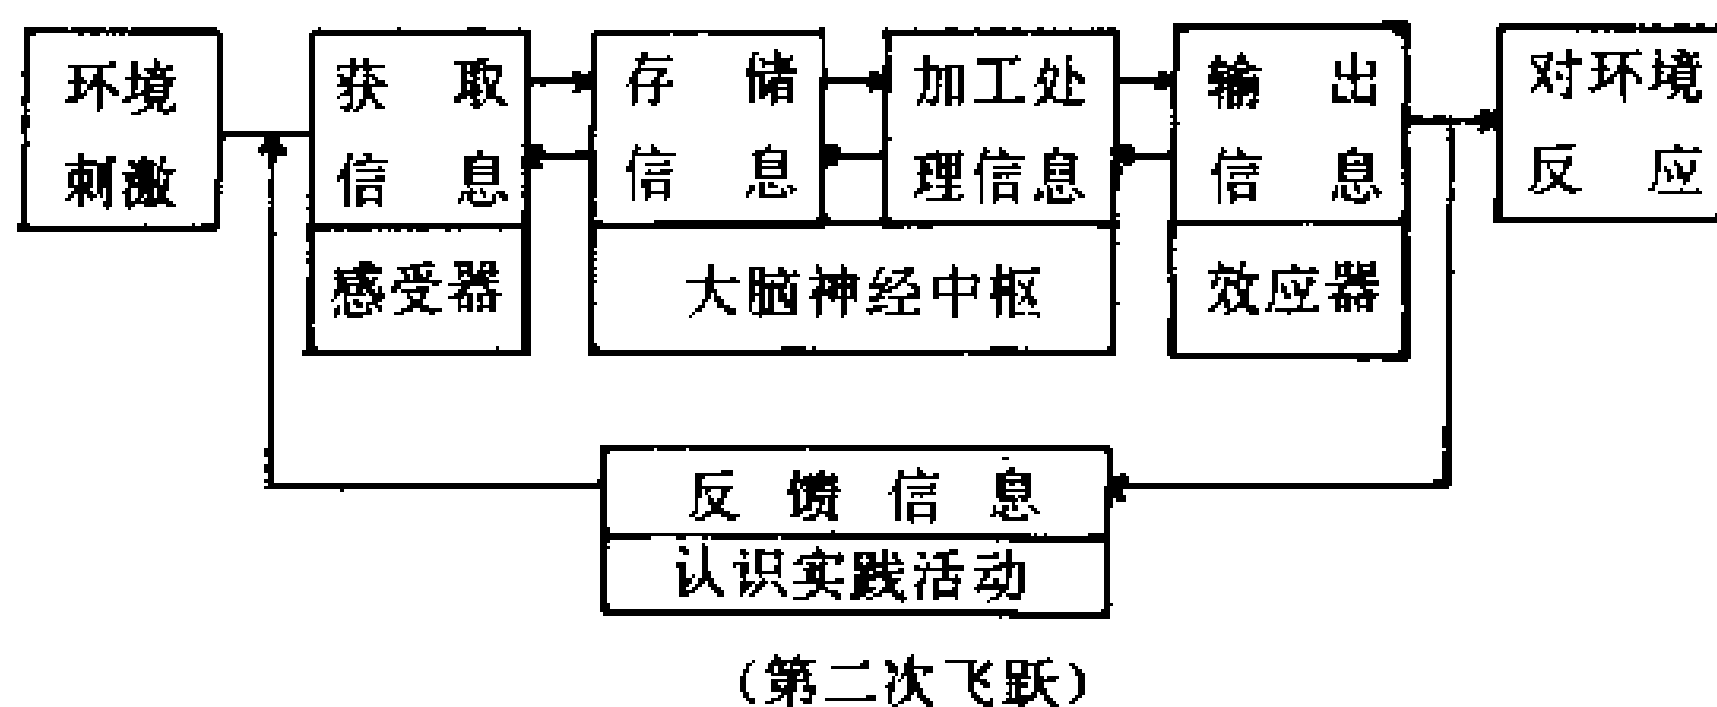 环境
刺激
获取
信息
感受器
存储
信息
加工处
理信息
大脑神经中枢
输出
信息
效应器
对环境
反应
反馈信息
认识实践活动
（第二次飞跃）